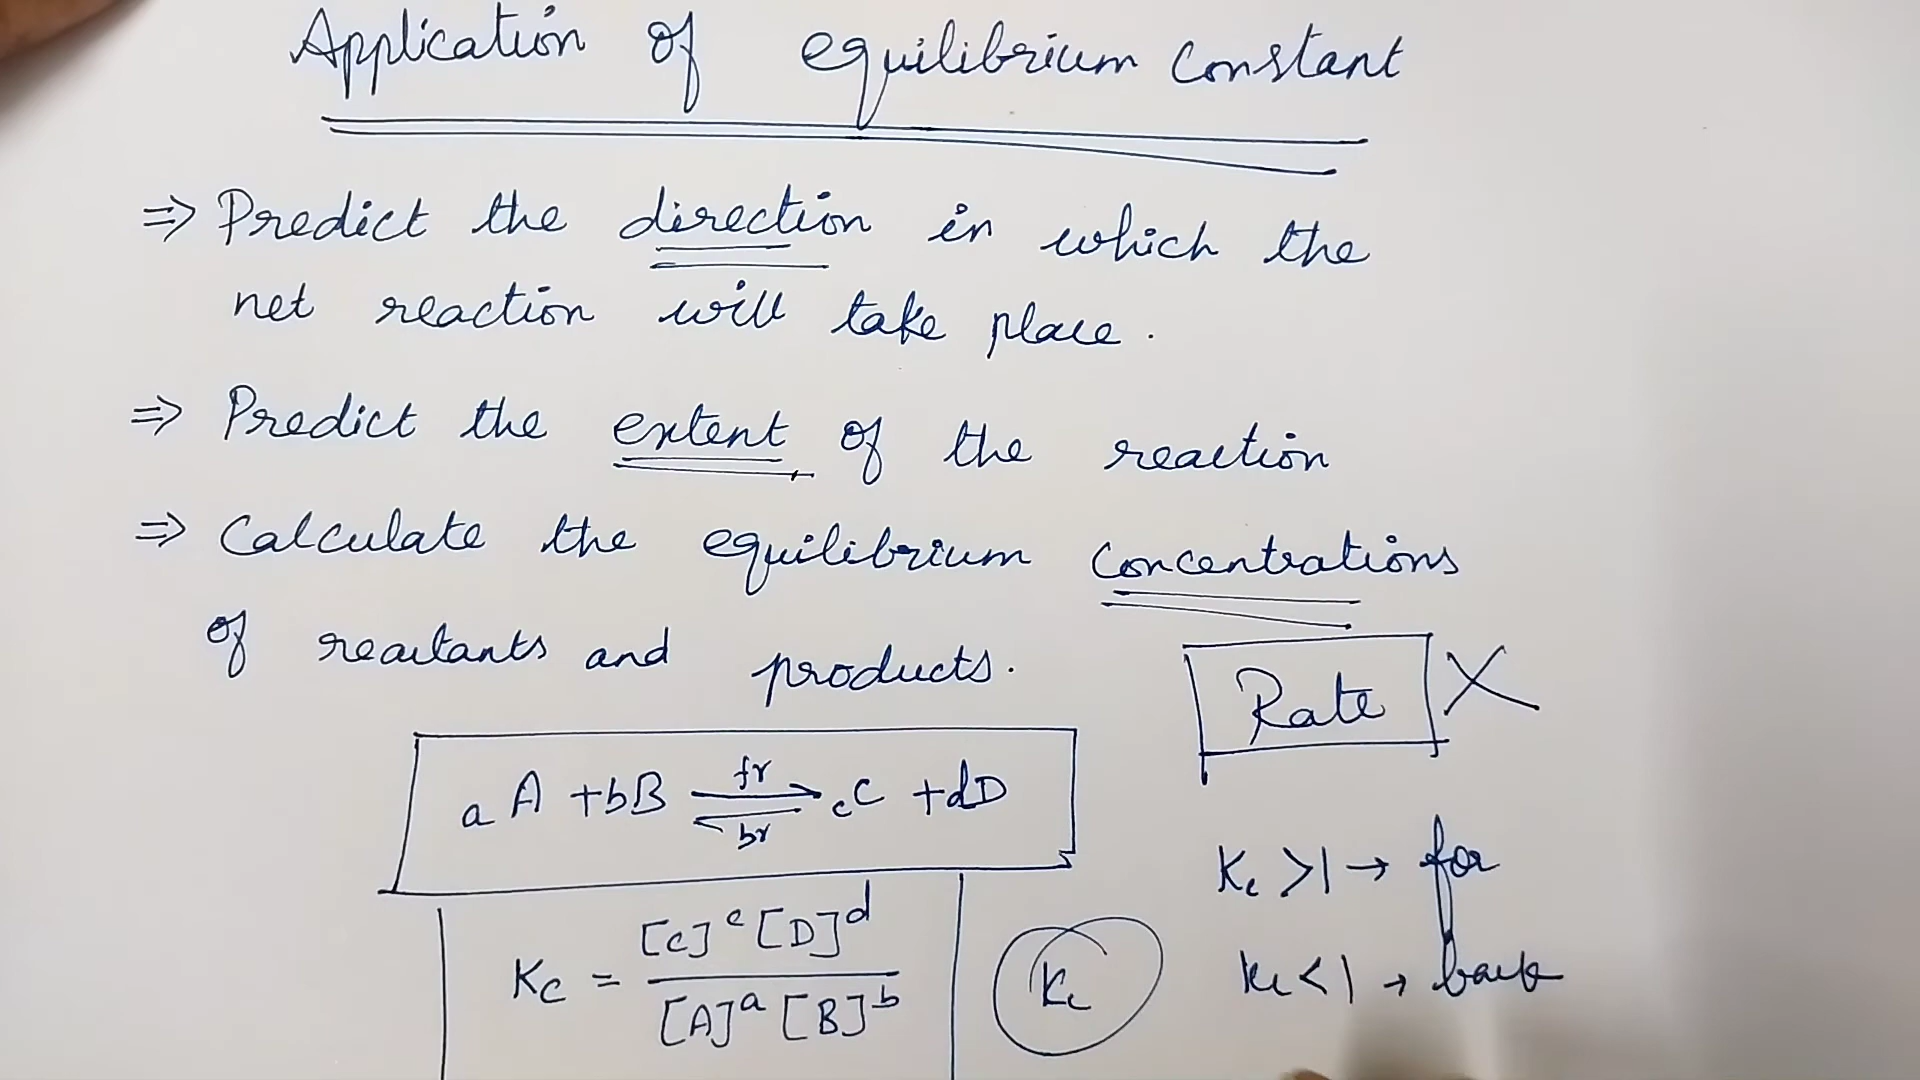 Application of equilibrium constant
⇒ Predict the direction in which the
net reaction will take place.
⇒ Predict the extent of the reaction
⇒ Calculate the equilibrium concentrations
of reactants and products.
Rate X
aA + bB ⇌ cC + dD
fr
br
Kc = [C]^c [D]^d / [A]^a [B]^b
Kc
Kc > 1 → for
Kc < 1 → back